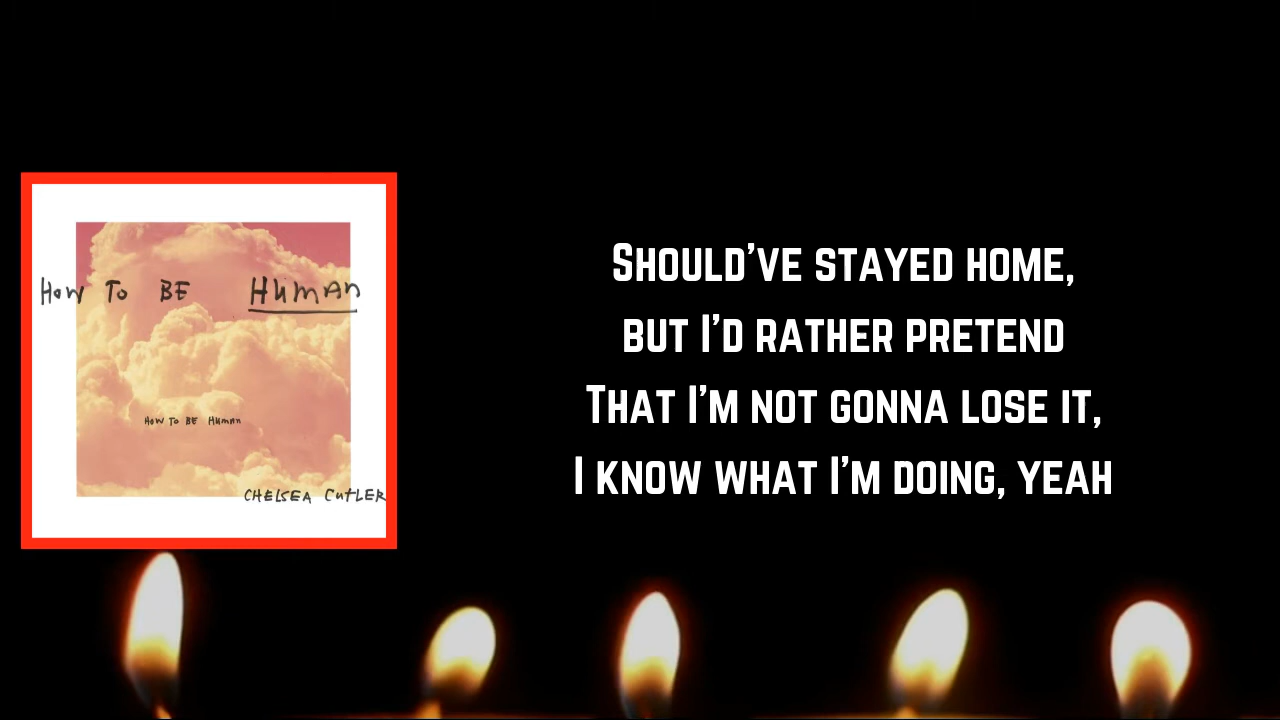 How To BE Human
How To BE Human
CHELSEA CUTLER
Should've stayed home,
but I'd rather pretend
That I'm not gonna lose it,
I know what I'm doing, yeah